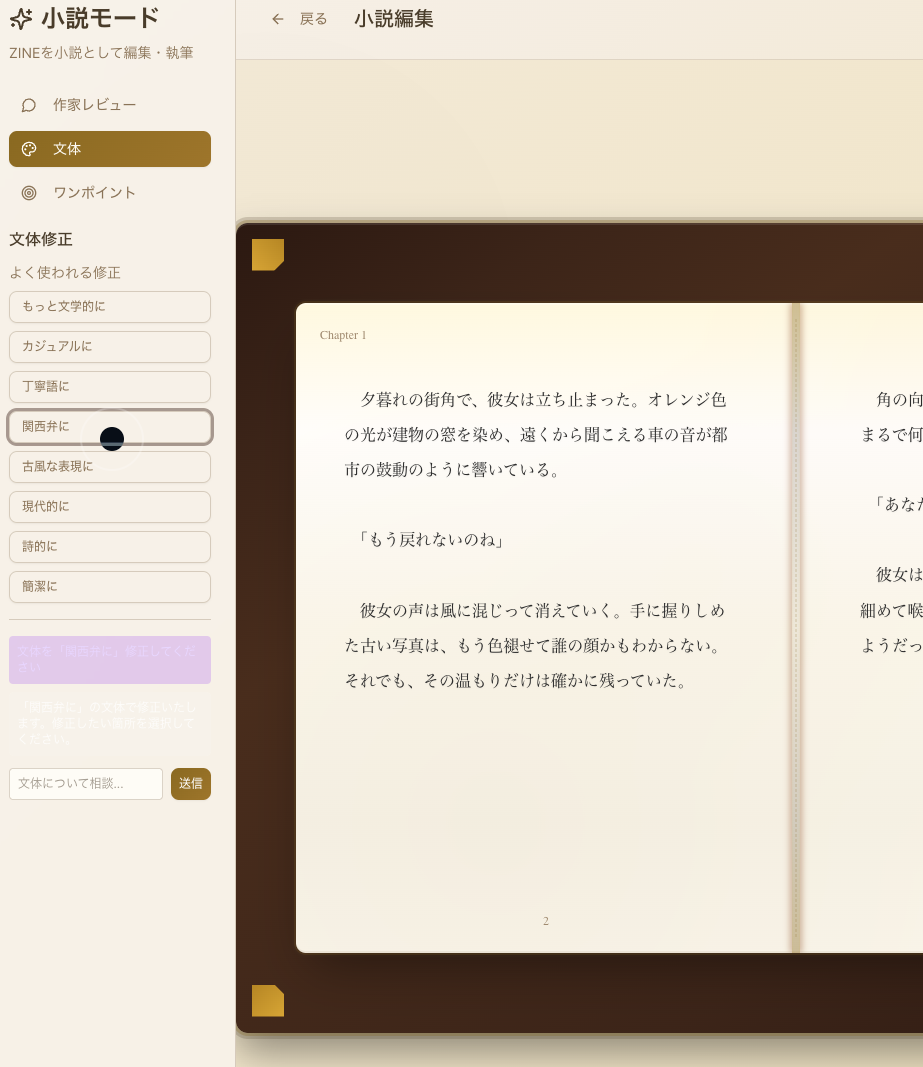 小説モード
ZINEを小説として編集・執筆
作家レビュー
文体
ワンポイント
文体修正
よく使われる修正
もっと文学的に
カジュアルに
丁寧語に
関西弁に
古風な表現に
現代的に
詩的に
簡潔に
文体を「関西弁に」修正してくだ
さい
「関西弁に」の文体で修正いたし
ます。修正したい箇所を選択して
ください。
文体について相談...
送信
戻る
小説編集
Chapter 1
夕暮れの街角で、彼女は立ち止まった。オレンジ色
の光が建物の窓を染め、遠くから聞こえる車の音が都
市の鼓動のように響いている。
「もう戻れないのね」
彼女の声は風に混じって消えていく。手に握りしめ
た古い写真は、もう色褪せて誰の顔かもわからない。
それでも、その温もりだけは確かに残っていた。
2
角の向
まるで何
「あなた
彼女は
細めて喉
ようだっ